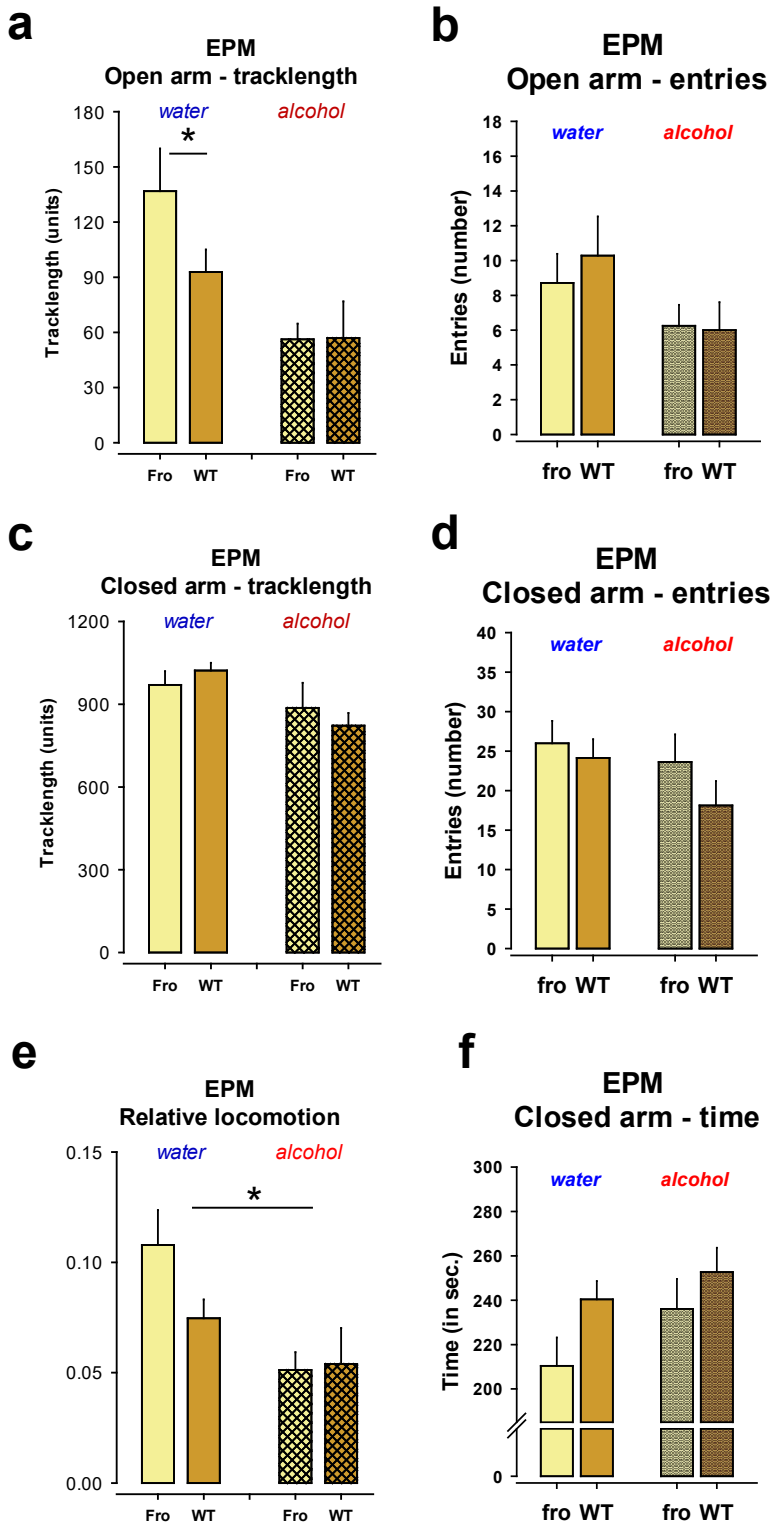 a
EPM
Open arm - tracklength
water
alcohol
*
Tracklength (units)
180
150
120
90
60
30
0
Fro
WT
Fro
WT
b
EPM
Open arm - entries
water
alcohol
Entries (number)
18
16
14
12
10
8
6
4
2
0
fro WT
fro WT
c
EPM
Closed arm - tracklength
water
alcohol
Tracklength (units)
1200
900
600
300
0
Fro
WT
Fro
WT
d
EPM
Closed arm - entries
water
alcohol
Entries (number)
40
35
30
25
20
15
10
5
0
fro WT
fro WT
e
EPM
Relative locomotion
water
alcohol
*
0.15
0.10
0.05
0.00
Fro
WT
Fro
WT
f
EPM
Closed arm - time
water
alcohol
Time (in sec.)
300
280
260
240
220
200
0
fro WT
fro WT